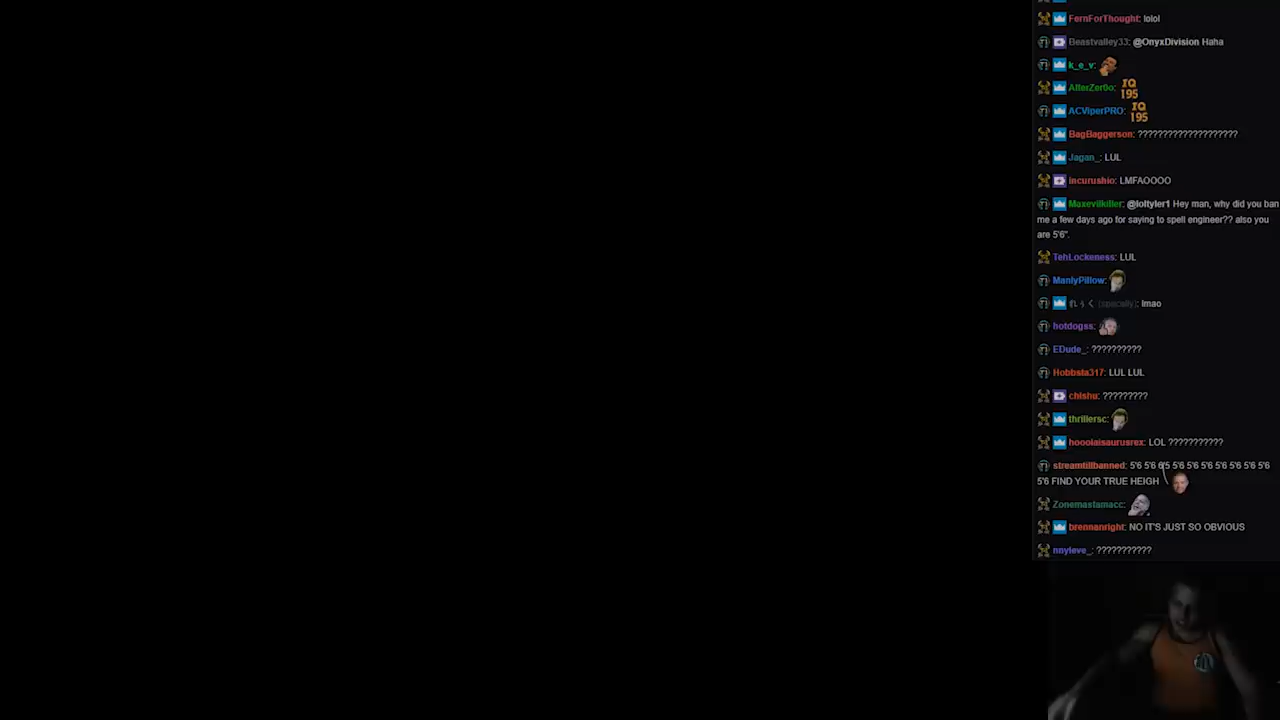 FernForThought: lolol
Beastvalley33: @OnyxDivision Haha
k_e_v:
AlterZer0o: IQ 195
ACViperPRO: IQ 195
BagBaggerson: ????????????????????
Jagan_: LUL
incurushio: LMFAOOOO
Maxevilkiller: @loltyler1 Hey man, why did you ban
me a few days ago for saying to spell engineer?? also you
are 5'6".
TehLockeness: LUL
ManlyPillow:
(spacally): lmao
hotdogss:
EDude_: ??????????
Hobbsta317: LUL LUL
chishu: ?????????
thrillersc:
hooolaisaurusrex: LOL ???????????
streamtillbanned: 5'6 5'6 6'5 5'6 5'6 5'6 5'6 5'6 5'6 5'6
5'6 FIND YOUR TRUE HEIGH
Zonemastamacc:
brennanright: NO IT'S JUST SO OBVIOUS
nnyleve_: ???????????